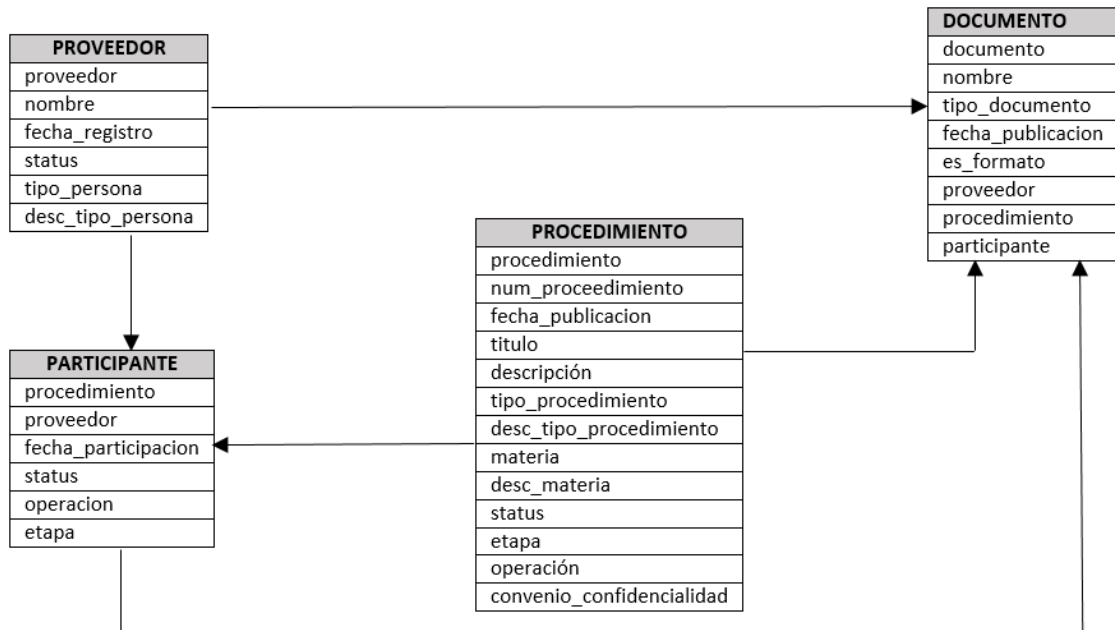 PROVEEDOR
proveedor
nombre
fecha_registro
status
tipo_persona
desc_tipo_persona
DOCUMENTO
documento
nombre
tipo_documento
fecha_publicacion
es_formato
proveedor
procedimiento
participante
PROCEDIMIENTO
procedimiento
num_proceedimiento
fecha_publicacion
titulo
descripción
tipo_procedimiento
desc_tipo_procedimiento
materia
desc_materia
status
etapa
operación
convenio_confidencialidad
PARTICIPANTE
procedimiento
proveedor
fecha_participacion
status
operacion
etapa